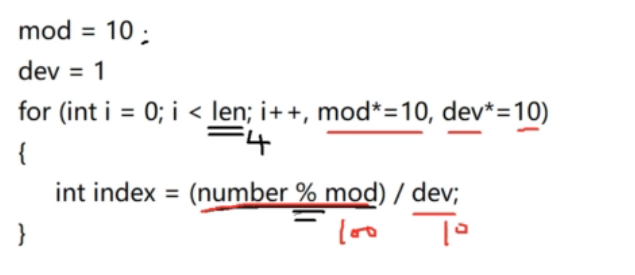 mod = 10 ;
dev = 1
for (int i = 0; i < len; i++, mod*=10, dev*=10)
4
{
int index = (number % mod) / dev;
100 10
}